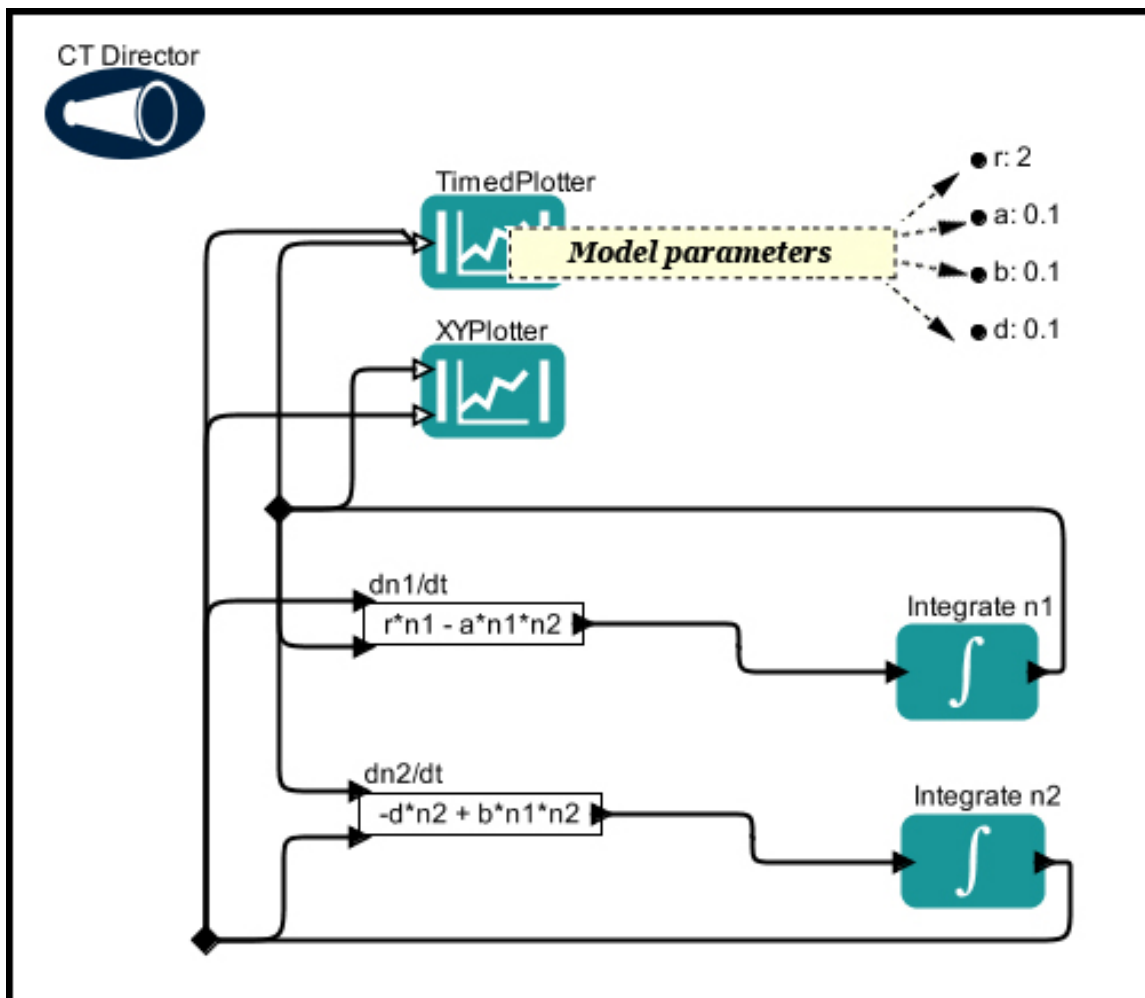 CT Director
TimedPlotter
Model parameters
r: 2
a: 0.1
b: 0.1
d: 0.1
XYPlotter
dn1/dt
r*n1 - a*n1*n2
Integrate n1
∫
dn2/dt
-d*n2 + b*n1*n2
Integrate n2
∫